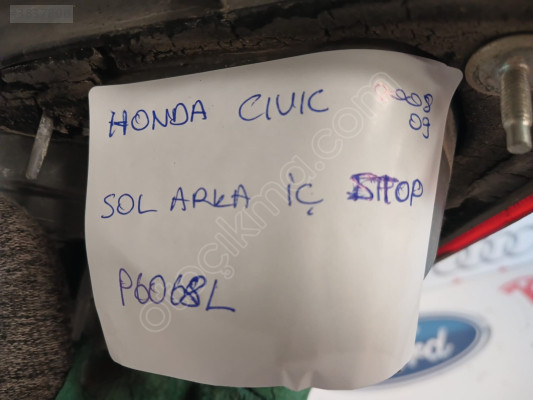 HONDA CIVIC 2008
09
SOL ARKA İÇ STOP
P6068L
ford